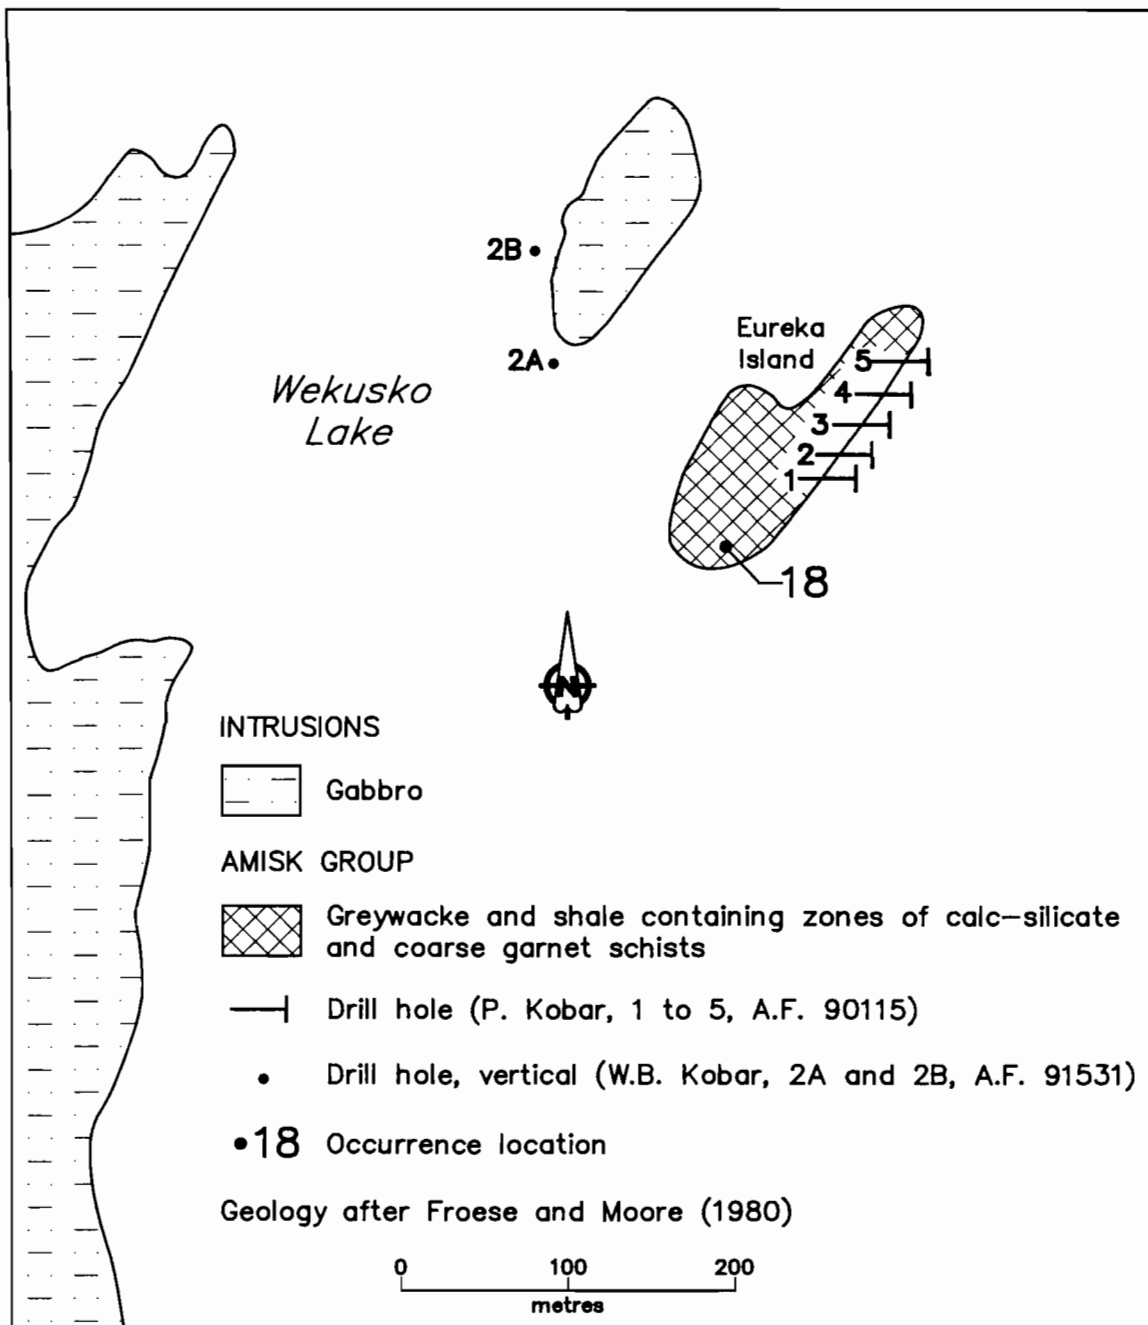 2B
2A
Eureka
Island
5
4
3
2
1
Wekusko
Lake
18
N
INTRUSIONS
Gabbro
AMISK GROUP
Greywacke and shale containing zones of calc-silicate
and coarse garnet schists
Drill hole (P. Kobar, 1 to 5, A.F. 90115)
Drill hole, vertical (W.B. Kobar, 2A and 2B, A.F. 91531)
•18 Occurrence location
Geology after Froese and Moore (1980)
0 100 200
metres